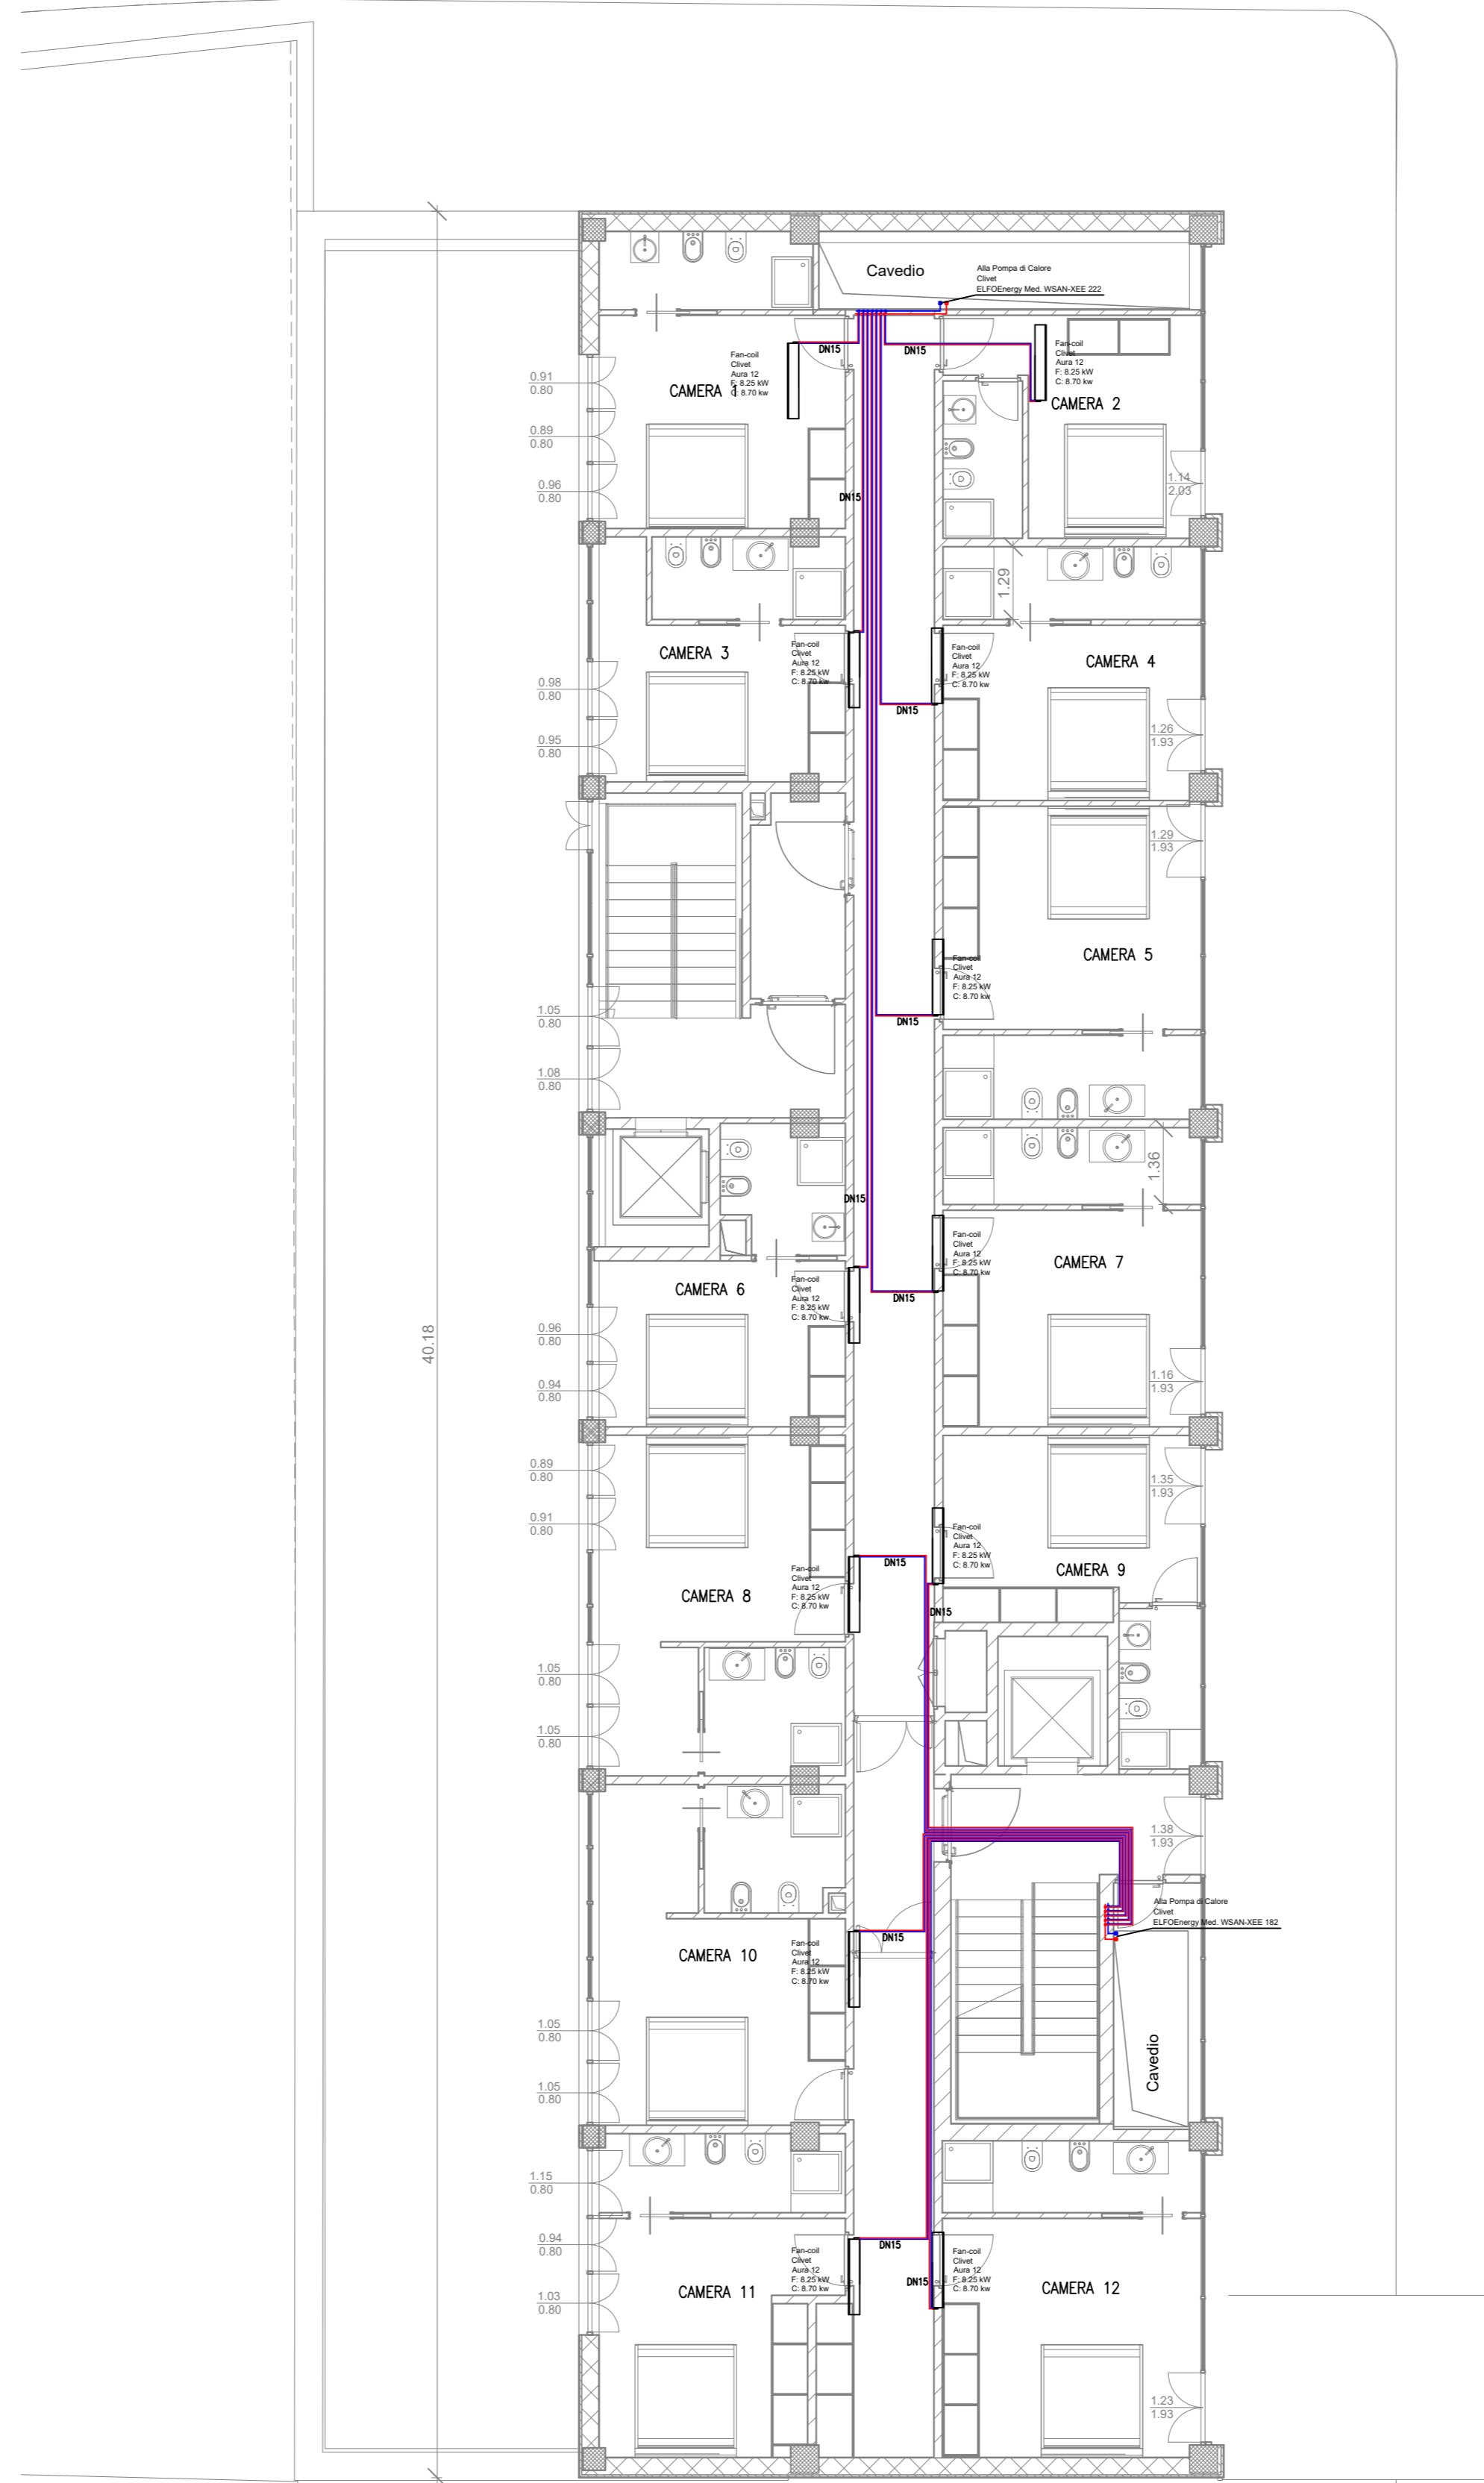 Cavedio
Alla Pompa di Calore
Clivet
ELFOEnergy Med. WSAN-XEE 222
DN15
DN15
Fan-coil
Clivet
Aura 12
F: 8.25 kW
C: 8.70 kw
CAMERA 1
Fan-coil
Clivet
Aura 12
F: 8.25 kW
C: 8.70 kw
CAMERA 2
0.91
0.80
0.89
0.80
0.96
0.80
DN15
1.14
2.03
1.29
CAMERA 3
Fan-coil
Clivet
Aura 12
F: 8.25 kW
C: 8.70 kw
Fan-coil
Clivet
Aura 12
F: 8.25 kW
C: 8.70 kw
CAMERA 4
0.98
0.80
DN15
0.95
0.80
1.26
1.93
1.29
1.93
Fan-coil
Clivet
Aura 12
F: 8.25 kW
C: 8.70 kw
CAMERA 5
1.05
0.80
DN15
1.08
0.80
1.36
DN15
CAMERA 6
Fan-coil
Clivet
Aura 12
F: 8.25 kW
C: 8.70 kw
Fan-coil
Clivet
Aura 12
F: 8.25 kW
C: 8.70 kw
CAMERA 7
DN15
40.18
0.96
0.80
0.94
0.80
1.16
1.93
0.89
0.80
0.91
0.80
1.35
1.93
Fan-coil
Clivet
Aura 12
F: 8.25 kW
C: 8.70 kw
CAMERA 9
DN15
CAMERA 8
Fan-coil
Clivet
Aura 12
F: 8.25 kW
C: 8.70 kw
DN15
1.05
0.80
1.05
0.80
1.38
1.93
Alla Pompa di Calore
Clivet
ELFOEnergy Med. WSAN-XEE 182
DN15
CAMERA 10
Fan-coil
Clivet
Aura 12
F: 8.25 kW
C: 8.70 kw
1.05
0.80
1.05
0.80
Cavedio
1.15
0.80
0.94
0.80
1.03
0.80
DN15
CAMERA 11
Fan-coil
Clivet
Aura 12
F: 8.25 kW
C: 8.70 kw
DN15
Fan-coil
Clivet
Aura 12
F: 8.25 kW
C: 8.70 kw
CAMERA 12
1.23
1.93